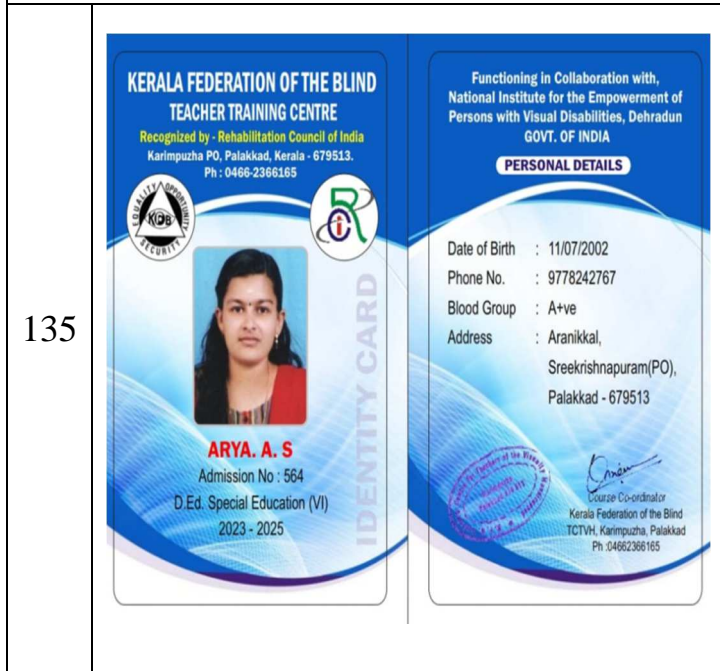 135
KERALA FEDERATION OF THE BLIND
TEACHER TRAINING CENTRE
Recognized by - Rehabilitation Council of India
Karimpuzha PO, Palakkad, Kerala - 679513.
Ph : 0466-2366165
EQUALITY OPPORTUNITY SECURITY
KFB
IDENTITY CARD
ARYA. A. S
Admission No : 564
D.Ed. Special Education (VI)
2023 - 2025
Functioning in Collaboration with,
National Institute for the Empowerment of
Persons with Visual Disabilities, Dehradun
GOVT. OF INDIA
PERSONAL DETAILS
Date of Birth : 11/07/2002
Phone No. : 9778242767
Blood Group : A+ve
Address : Aranikkal,
Sreekrishnapuram(PO),
Palakkad - 679513
Course Co-ordinator
Kerala Federation of the Blind
TCTVH, Karimpuzha, Palakkad
Ph :04662366165